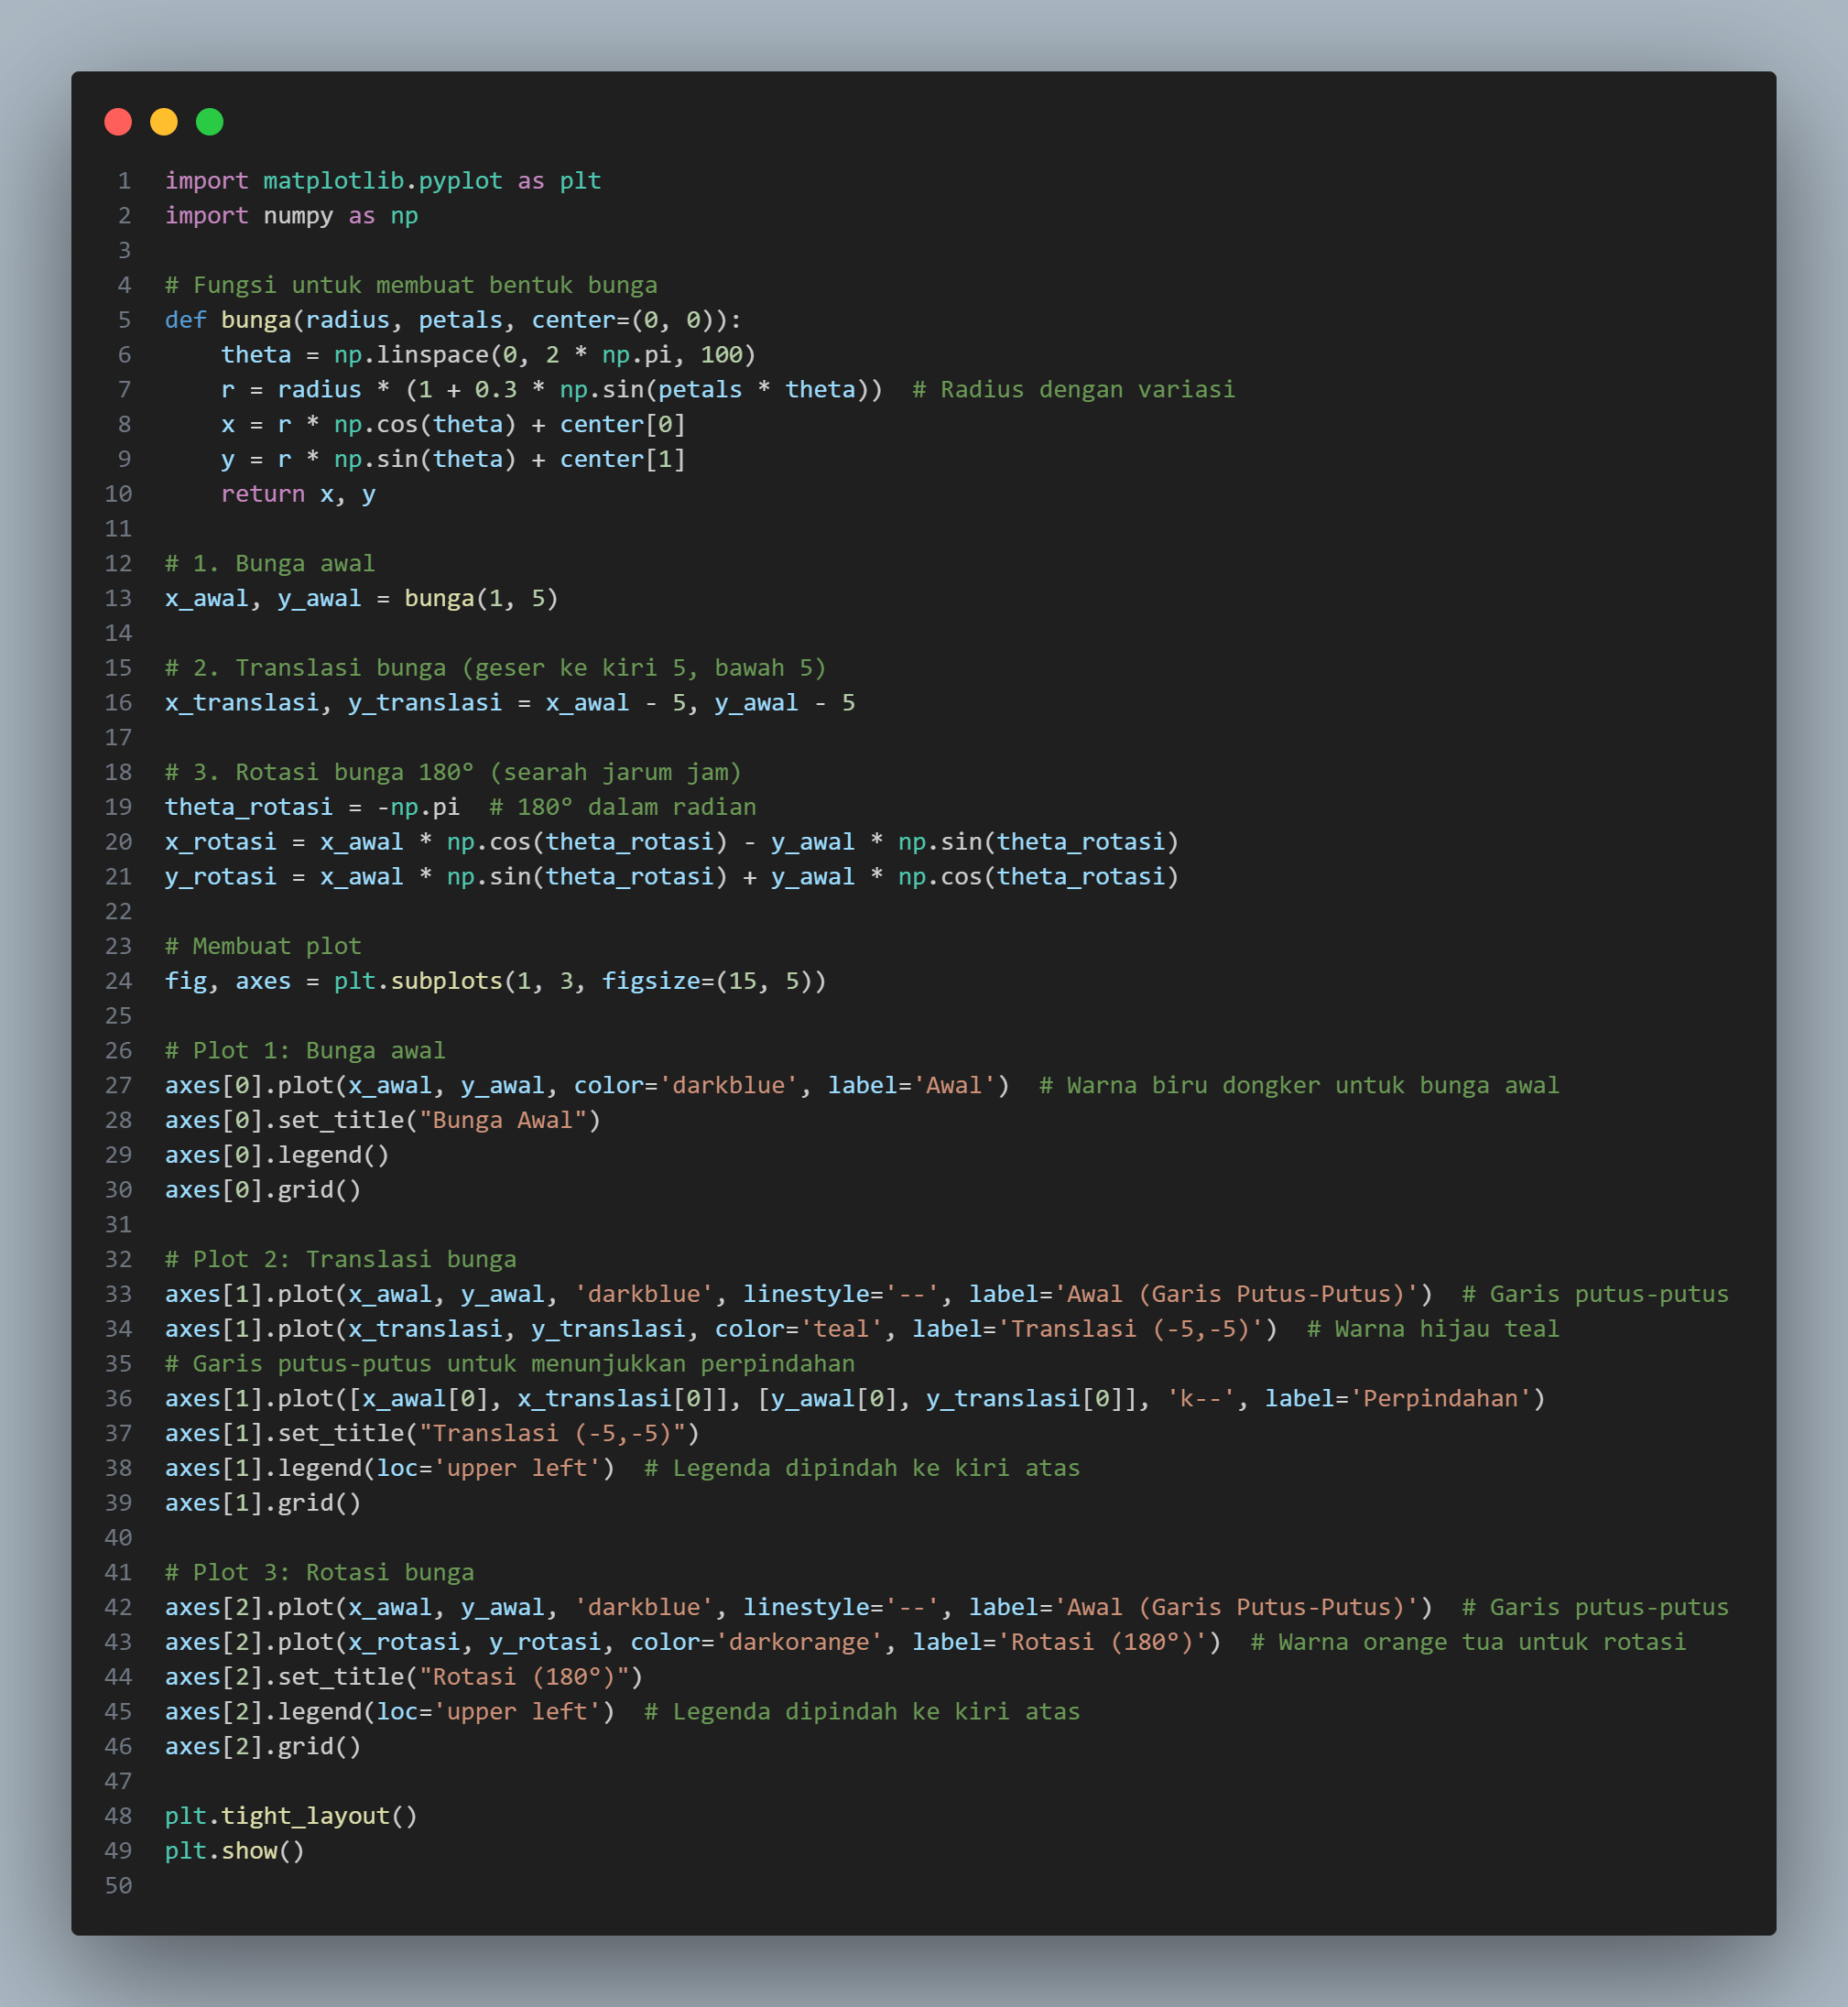 1 import matplotlib.pyplot as plt
2 import numpy as np
3
4 # Fungsi untuk membuat bentuk bunga
5 def bunga(radius, petals, center=(0, 0)):
6     theta = np.linspace(0, 2 * np.pi, 100)
7     r = radius * (1 + 0.3 * np.sin(petals * theta))  # Radius dengan variasi
8     x = r * np.cos(theta) + center[0]
9     y = r * np.sin(theta) + center[1]
10     return x, y
11
12 # 1. Bunga awal
13 x_awal, y_awal = bunga(1, 5)
14
15 # 2. Translasi bunga (geser ke kiri 5, bawah 5)
16 x_translasi, y_translasi = x_awal - 5, y_awal - 5
17
18 # 3. Rotasi bunga 180° (searah jarum jam)
19 theta_rotasi = -np.pi  # 180° dalam radian
20 x_rotasi = x_awal * np.cos(theta_rotasi) - y_awal * np.sin(theta_rotasi)
21 y_rotasi = x_awal * np.sin(theta_rotasi) + y_awal * np.cos(theta_rotasi)
22
23 # Membuat plot
24 fig, axes = plt.subplots(1, 3, figsize=(15, 5))
25
26 # Plot 1: Bunga awal
27 axes[0].plot(x_awal, y_awal, color='darkblue', label='Awal')  # Warna biru dongker untuk bunga awal
28 axes[0].set_title("Bunga Awal")
29 axes[0].legend()
30 axes[0].grid()
31
32 # Plot 2: Translasi bunga
33 axes[1].plot(x_awal, y_awal, 'darkblue', linestyle='--', label='Awal (Garis Putus-Putus)')  # Garis putus-putus
34 axes[1].plot(x_translasi, y_translasi, color='teal', label='Translasi (-5,-5)')  # Warna hijau teal
35 # Garis putus-putus untuk menunjukkan perpindahan
36 axes[1].plot([x_awal[0], x_translasi[0]], [y_awal[0], y_translasi[0]], 'k--', label='Perpindahan')
37 axes[1].set_title("Translasi (-5,-5)")
38 axes[1].legend(loc='upper left')  # Legenda dipindah ke kiri atas
39 axes[1].grid()
40
41 # Plot 3: Rotasi bunga
42 axes[2].plot(x_awal, y_awal, 'darkblue', linestyle='--', label='Awal (Garis Putus-Putus)')  # Garis putus-putus
43 axes[2].plot(x_rotasi, y_rotasi, color='darkorange', label='Rotasi (180°)')  # Warna orange tua untuk rotasi
44 axes[2].set_title("Rotasi (180°)")
45 axes[2].legend(loc='upper left')  # Legenda dipindah ke kiri atas
46 axes[2].grid()
47
48 plt.tight_layout()
49 plt.show()
50